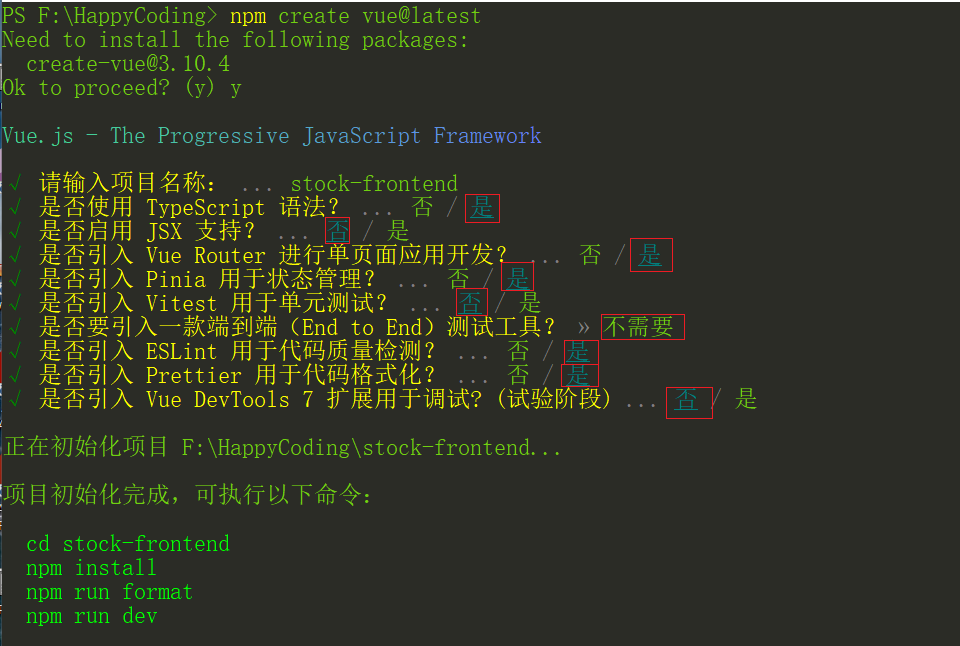 PS F:\HappyCoding> npm create vue@latest
Need to install the following packages:
create-vue@3.10.4
Ok to proceed? (y) y
Vue.js - The Progressive JavaScript Framework
√ 请输入项目名称： ... stock-frontend
√ 是否使用 TypeScript 语法？ ... 否 / 是
√ 是否启用 JSX 支持？ ... 否 / 是
√ 是否引入 Vue Router 进行单页面应用开发？ ... 否 / 是
√ 是否引入 Pinia 用于状态管理？ ... 否 / 是
√ 是否引入 Vitest 用于单元测试？ ... 否 / 是
√ 是否要引入一款端到端（End to End）测试工具？ » 不需要
√ 是否引入 ESLint 用于代码质量检测？ ... 否 / 是
√ 是否引入 Prettier 用于代码格式化？ ... 否 / 是
√ 是否引入 Vue DevTools 7 扩展用于调试? (试验阶段) ... 否 / 是
正在初始化项目 F:\HappyCoding\stock-frontend...
项目初始化完成，可执行以下命令：
cd stock-frontend
npm install
npm run format
npm run dev